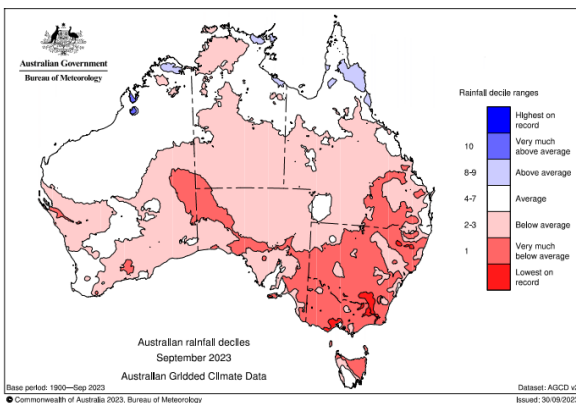 Australian Government
Bureau of Meteorology
Rainfall decile ranges
Highest on
record
10
Very much
above average
8-9
Above average
4-7
Average
2-3
Below average
1
Very much
below average
Lowest on
record
Australian rainfall deciles
September 2023
Australian Gridded Climate Data
Base period: 1900—Sep 2023
Dataset: AGCD v2
© Commonwealth of Australia 2023, Bureau of Meteorology
Issued: 30/09/2023